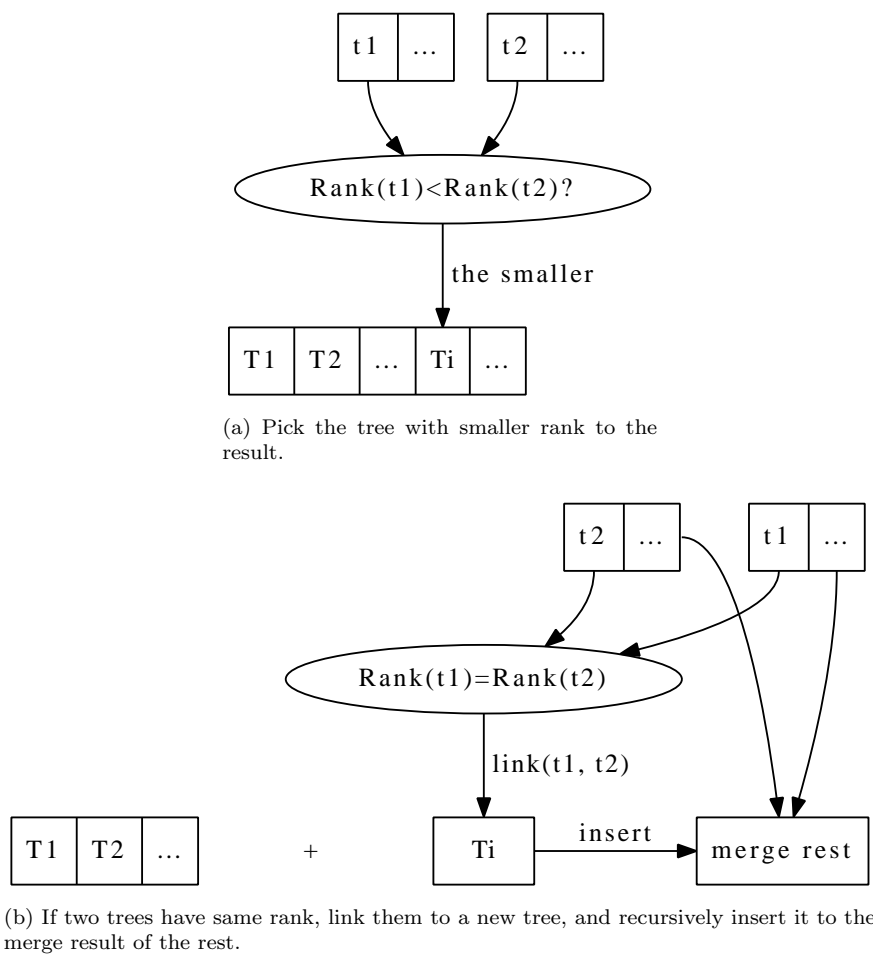 t1 ... t2 ...
Rank(t1)<Rank(t2)?
the smaller
T1 T2 ... Ti ...
(a) Pick the tree with smaller rank to the
result.
t2 ... t1 ...
Rank(t1)=Rank(t2)
link(t1, t2)
insert
T1 T2 ... + Ti merge rest
(b) If two trees have same rank, link them to a new tree, and recursively insert it to the
merge result of the rest.